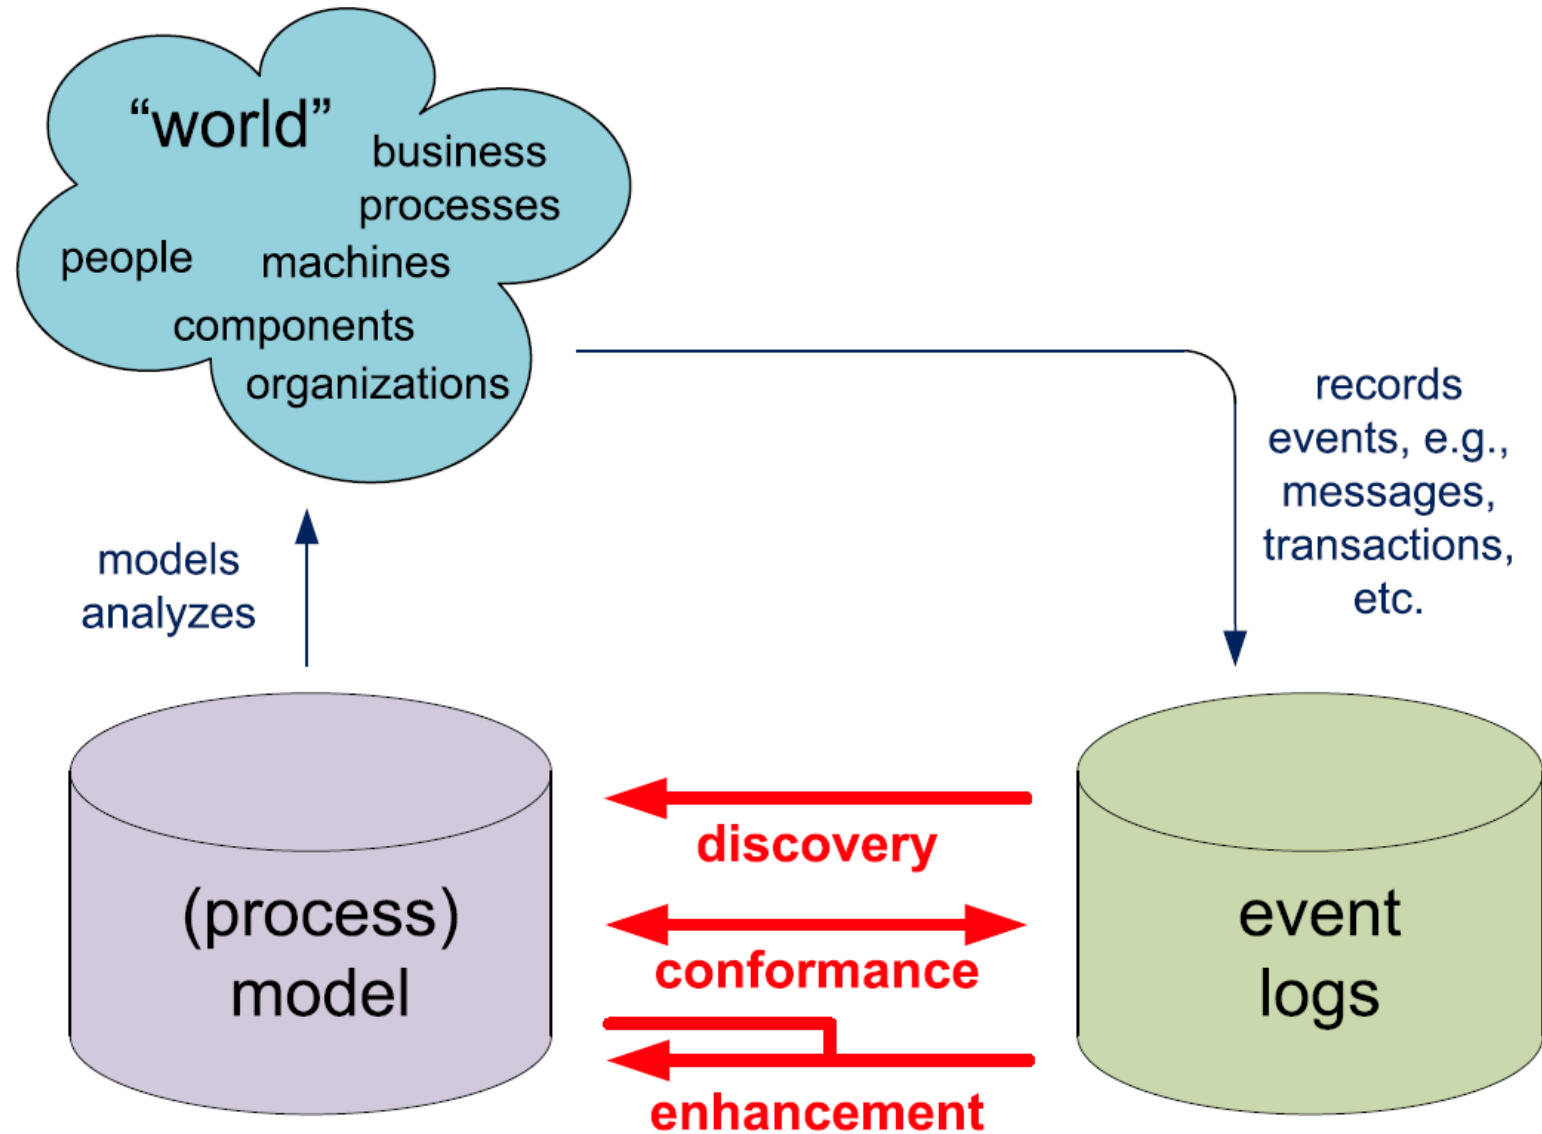 “world”
business
processes
people
machines
components
organizations
records
events, e.g.,
messages,
transactions,
etc.
models
analyzes
discovery
(process)
model
conformance
event
logs
enhancement